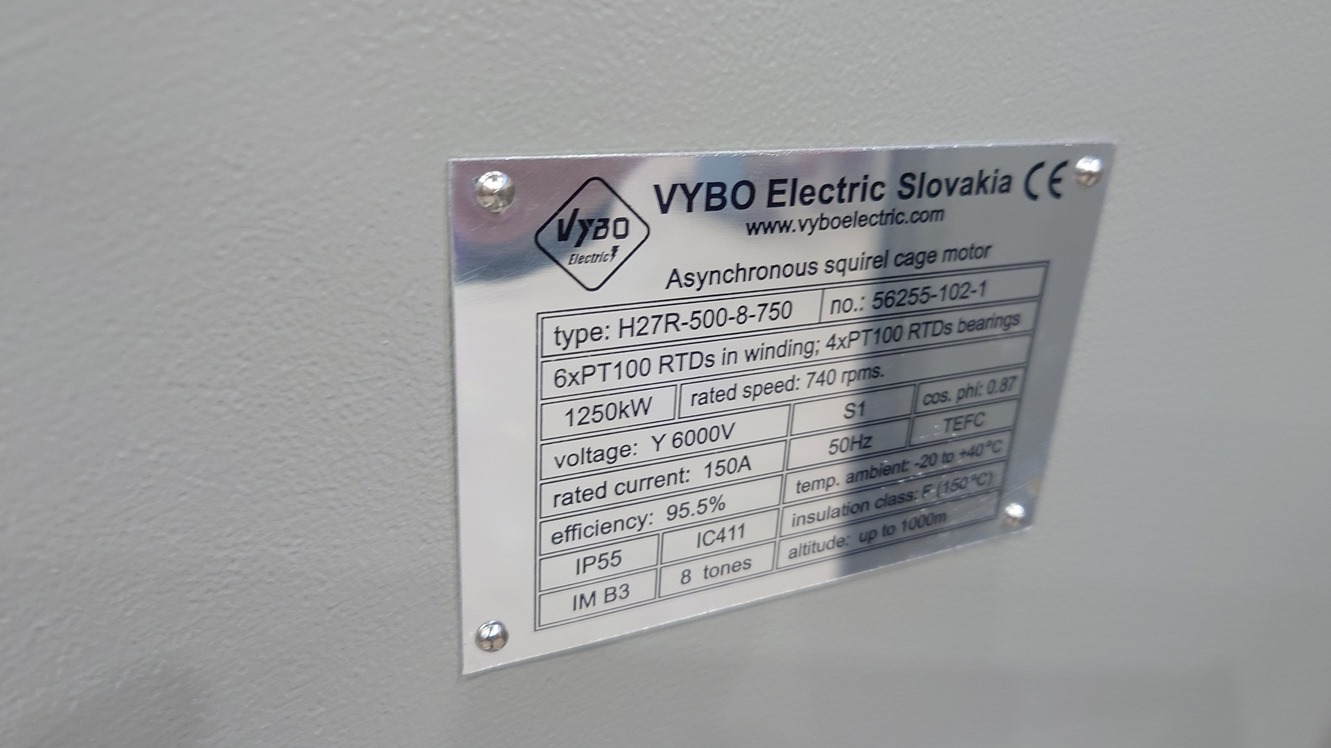 VYBO Electric
VYBO Electric Slovakia CE
www.vyboelectric.com
Asynchronous squirel cage motor
type: H27R-500-8-750 no.: 56255-102-1
6xPT100 RTDs in winding; 4xPT100 RTDs bearings
1250kW rated speed: 740 rpms.
voltage: Y 6000V S1 cos. phi: 0.87
rated current: 150A 50Hz TEFC
efficiency: 95.5% temp. ambient: -20 to +40°C
IP55 IC411 insulation class: F (150°C)
IM B3 8 tones altitude: up to 1000m